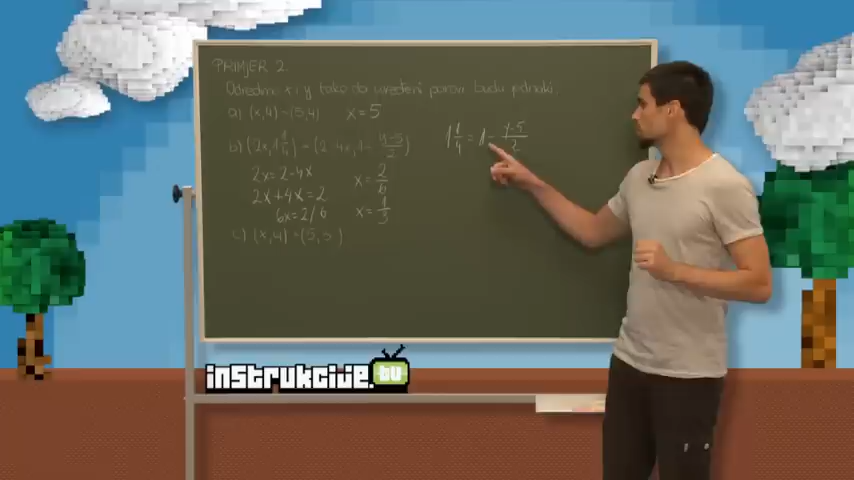 PRIMJER 2.
Odredimo x i y tako da uređeni parovi budu jednaki.
a) (x,4) = (5,4) x = 5
b) (2x, 1 1/4) = (2-4x, 1 - (y-5)/2)
2x = 2-4x
2x+4x = 2
6x = 2 /:6
x = 2/6
x = 1/3
c) (x,4) = (5,5)
1 1/4 = 1 - (y-5)/2
instrukcije.tv